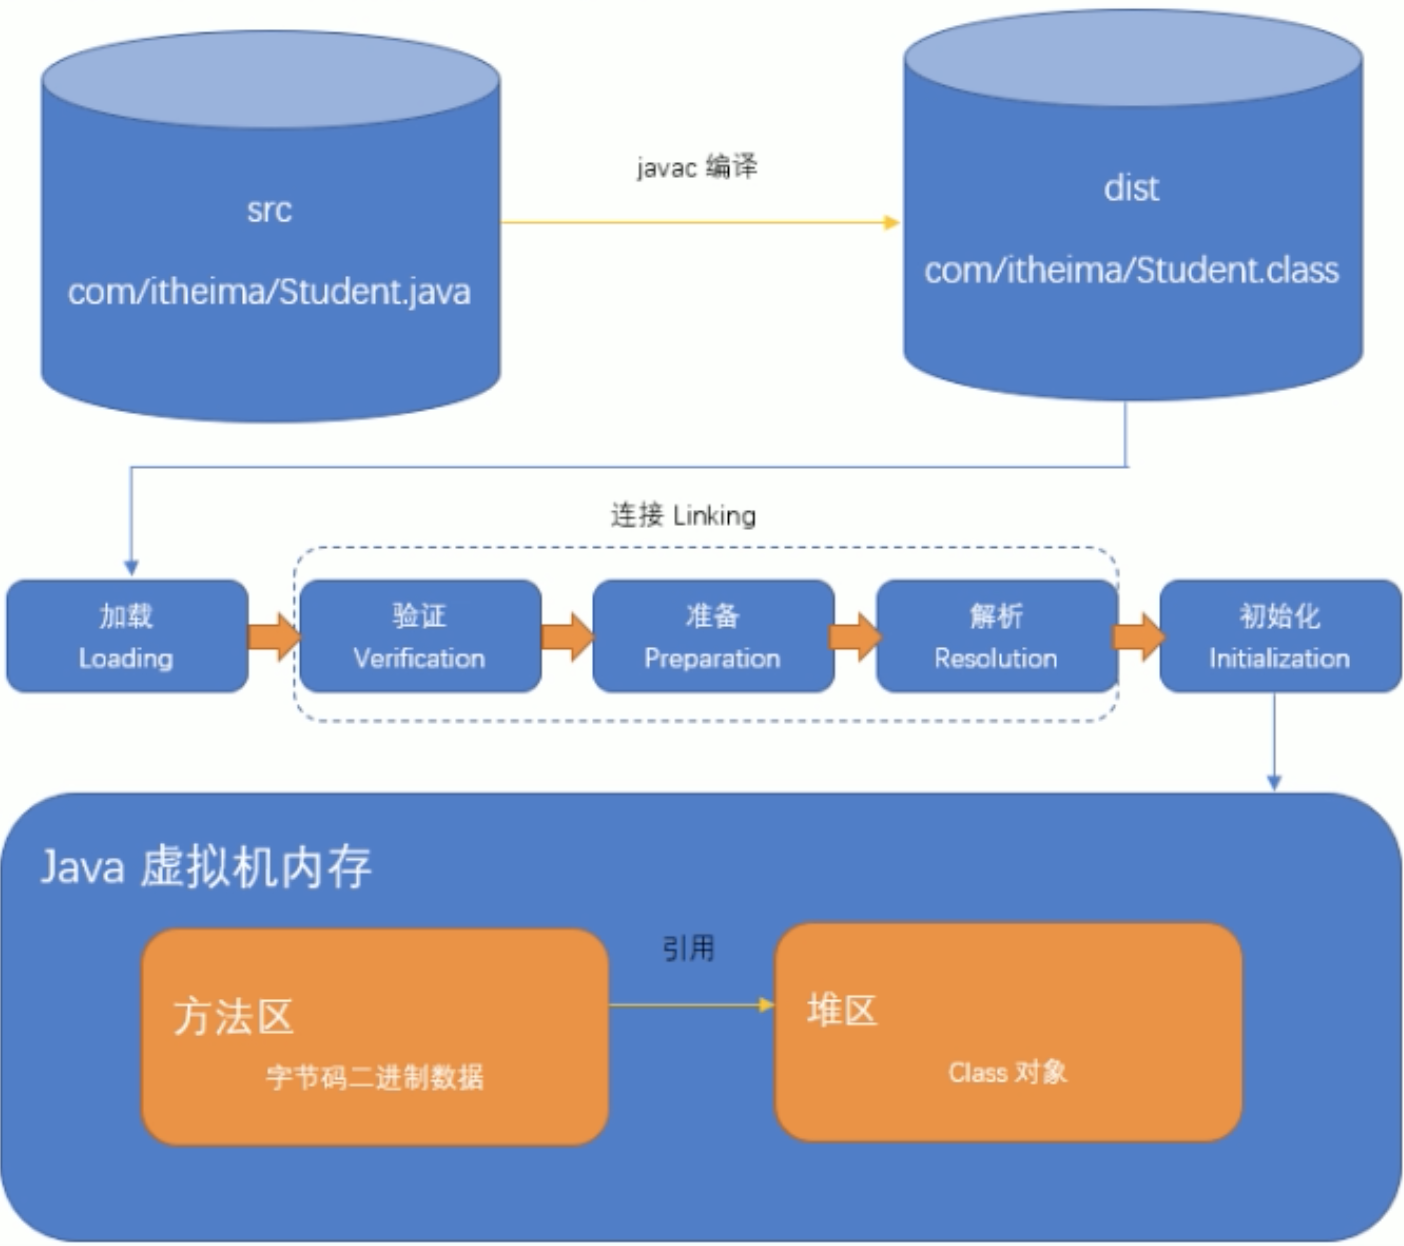 javac 编译
src
com/itheima/Student.java
dist
com/itheima/Student.class
连接 Linking
加载
Loading
验证
Verification
准备
Preparation
解析
Resolution
初始化
Initialization
Java 虚拟机内存
方法区
字节码二进制数据
引用
堆区
Class 对象